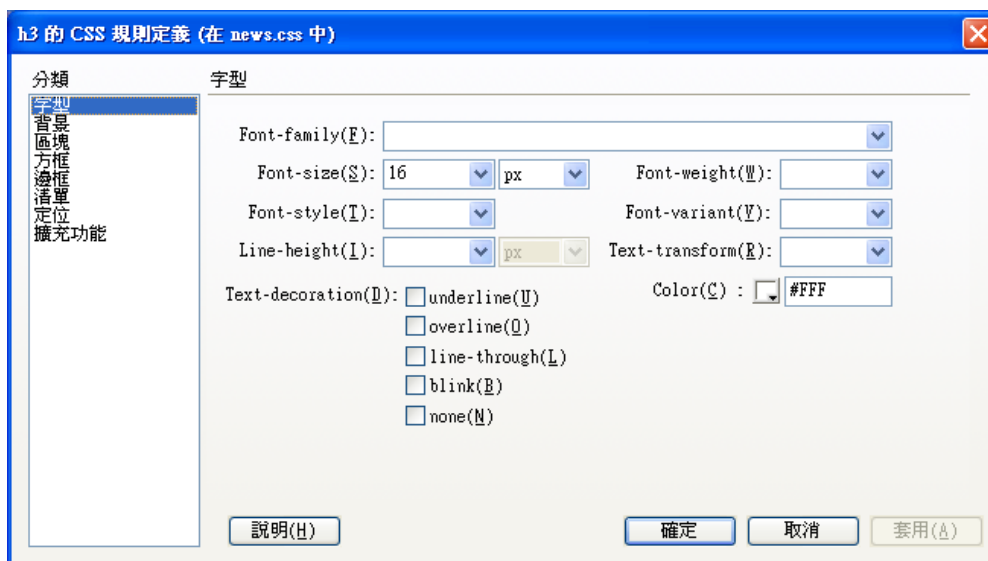 h3 的 CSS 規則定義 (在 news.css 中)
分類
字型
背景
區塊
方框
邊框
清單
定位
擴充功能
字型
Font-family(F):
Font-size(S): 16 px Font-weight(W):
Font-style(T): Font-variant(V):
Line-height(I): px Text-transform(R):
Text-decoration(D): underline(U) Color(C) : #FFF
overline(O)
line-through(L)
blink(B)
none(N)
說明(H) 確定 取消 套用(A)